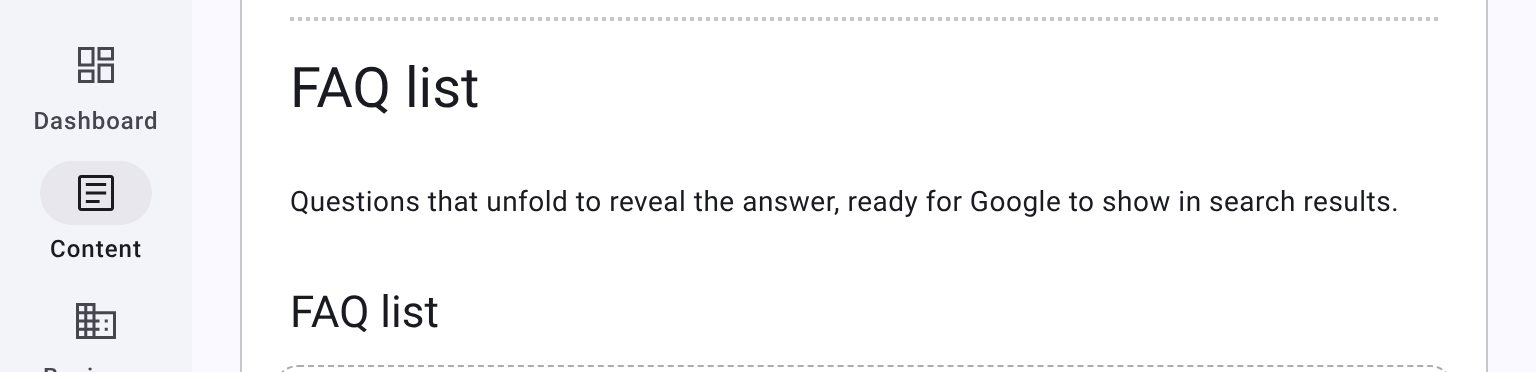 Dashboard
Content
FAQ list
Questions that unfold to reveal the answer, ready for Google to show in search results.
FAQ list